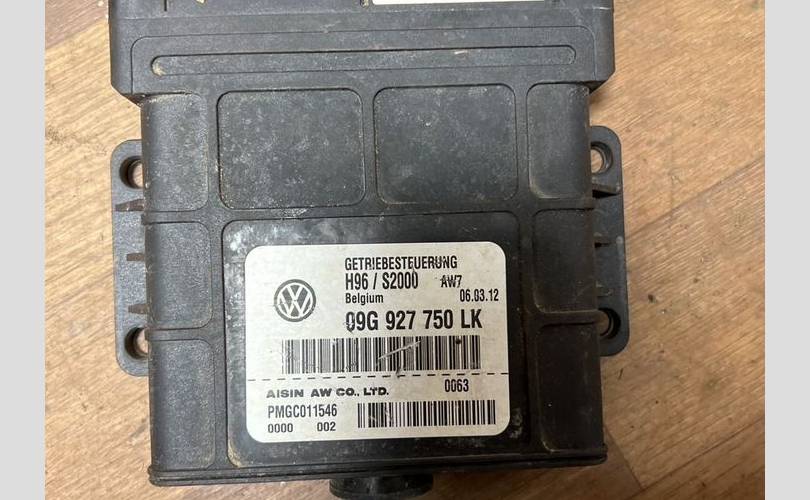 GETRIEBESTEUERUNG
H96 / S2000 AW7
Belgium 06.03.12
09G 927 750 LK
AISIN AW CO., LTD. 0063
PMGC011546
0000 002